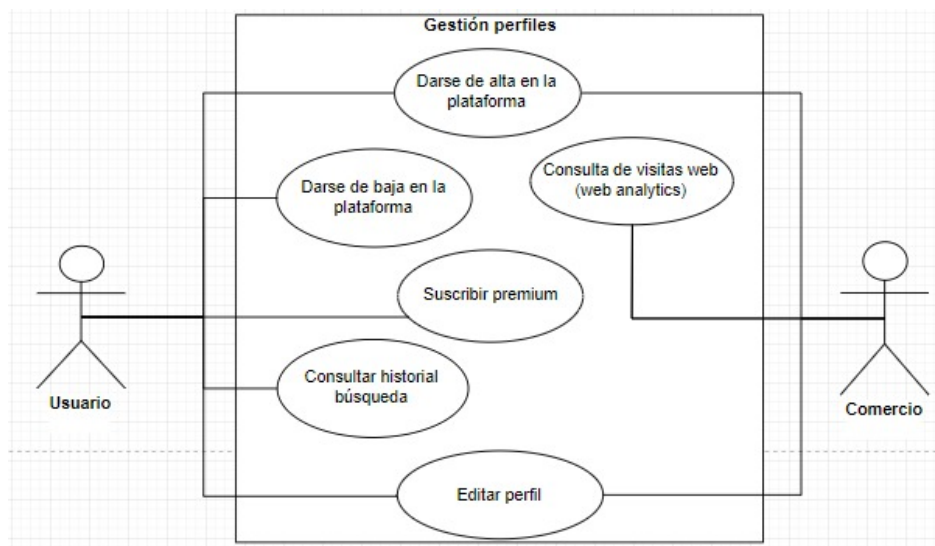 Gestión perfiles
Darse de alta en la
plataforma
Consulta de visitas web
(web analytics)
Darse de baja en la
plataforma
Suscribir premium
Consultar historial
búsqueda
Usuario
Comercio
Editar perfil